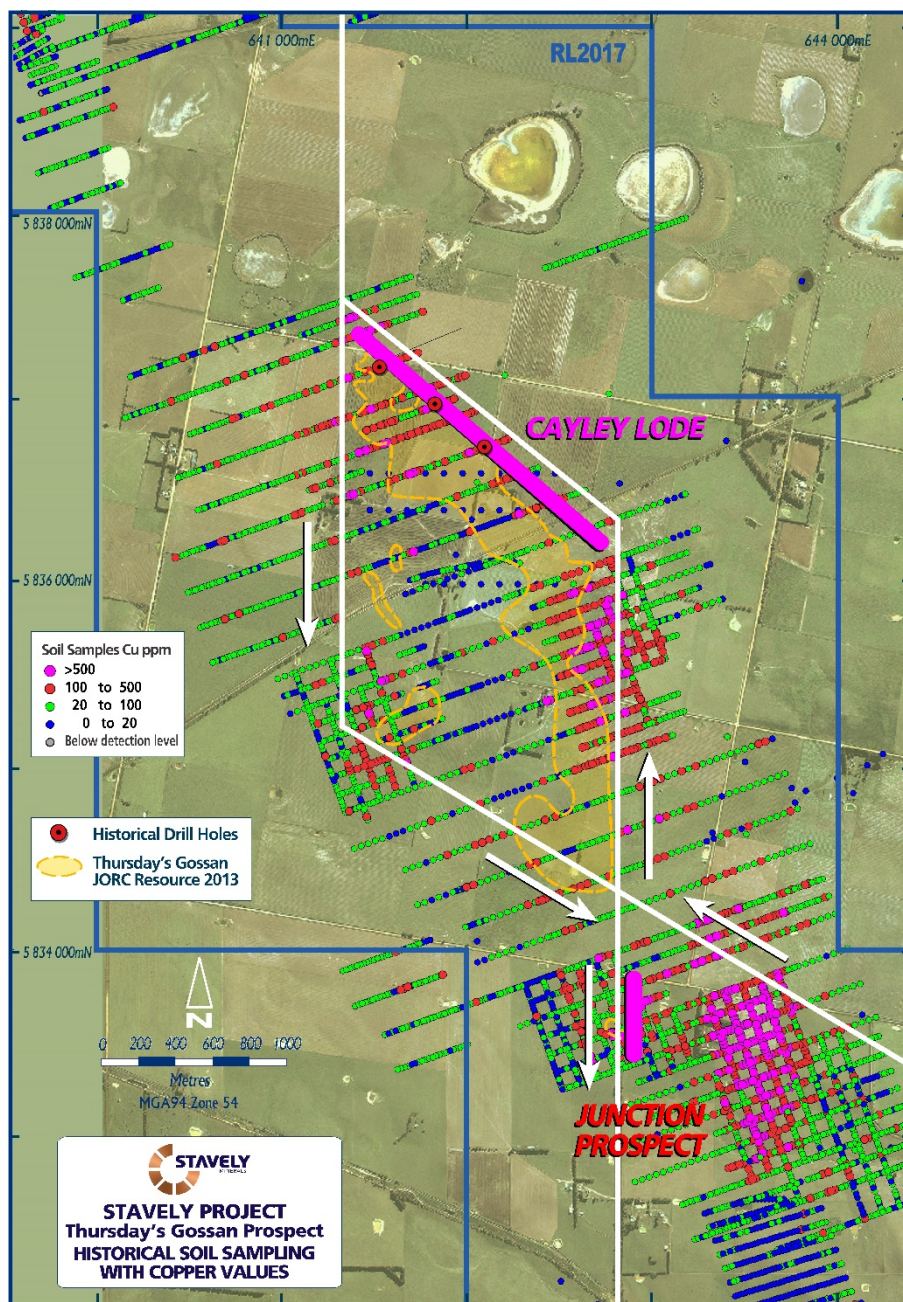 641 000mE
644 000mE
RL2017
5 838 000mN
CAYLEY LODE
5 836 000mN
Soil Samples Cu ppm
>500
100 to 500
20 to 100
0 to 20
Below detection level
Historical Drill Holes
Thursday's Gossan
JORC Resource 2013
5 834 000mN
N
0 200 400 600 800 1000
Metres
MGA94 Zone 54
JUNCTION
PROSPECT
STAVELY
MINERALS
STAVELY PROJECT
Thursday's Gossan Prospect
HISTORICAL SOIL SAMPLING
WITH COPPER VALUES